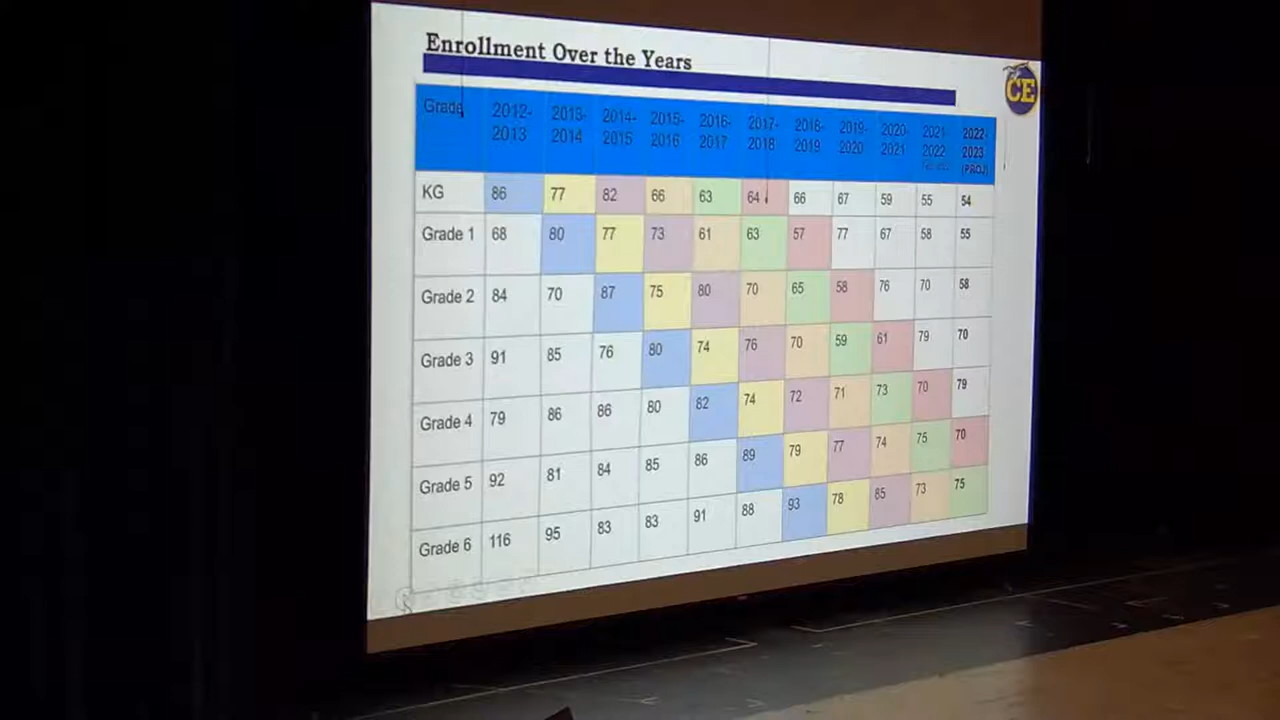 Enrollment Over the Years
CE
Grade 2012-2013 2013-2014 2014-2015 2015-2016 2016-2017 2017-2018 2018-2019 2019-2020 2020-2021 2021-2022 2022-2023 (PROJ)
KG 86 77 82 66 63 64 66 67 59 55 54
Grade 1 68 80 77 73 61 63 57 77 67 58 55
Grade 2 84 70 87 75 80 70 65 58 76 70 58
Grade 3 91 85 76 80 74 76 70 59 61 79 70
Grade 4 79 86 86 80 82 74 72 71 73 70 79
Grade 5 92 81 84 85 86 89 79 77 74 75 70
Grade 6 116 95 83 83 91 88 93 78 85 73 75